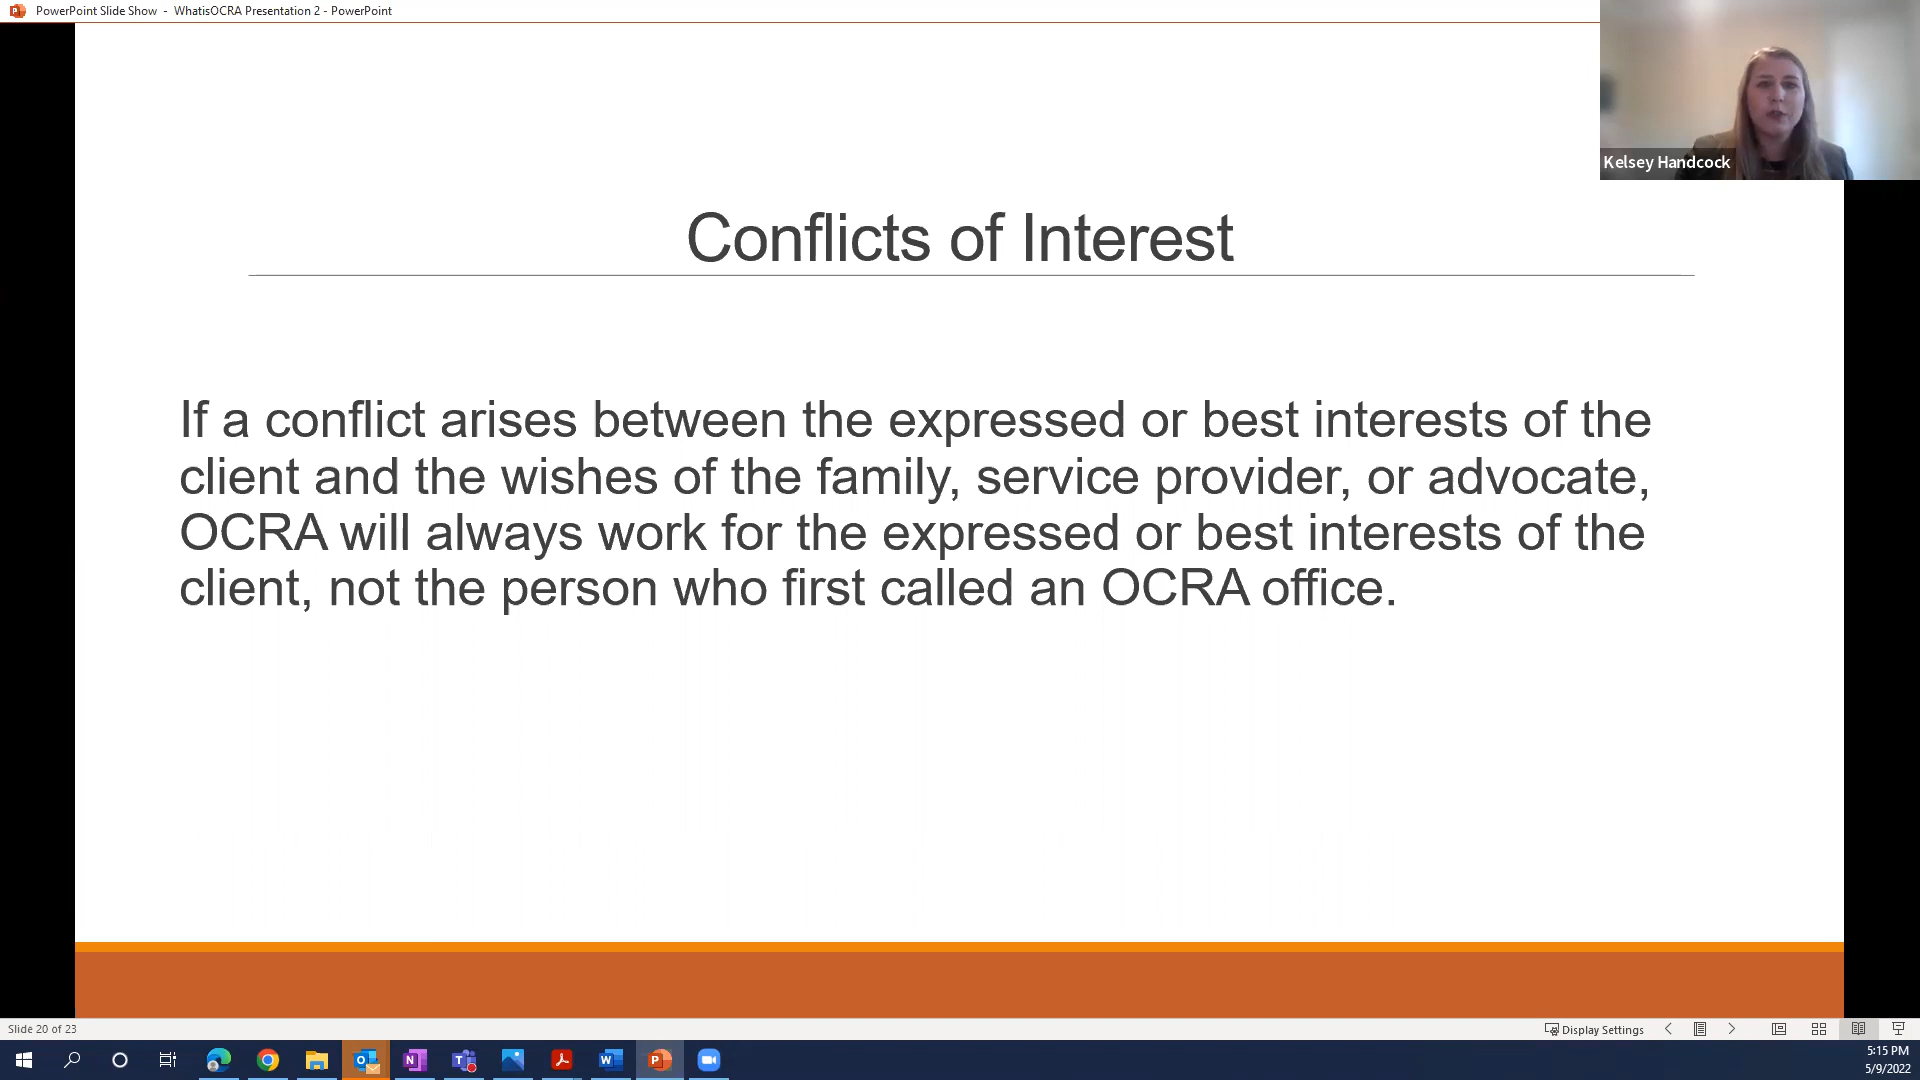 PowerPoint Slide Show - WhatisOCRA Presentation 2 - PowerPoint
Kelsey Handcock
Conflicts of Interest
If a conflict arises between the expressed or best interests of the
client and the wishes of the family, service provider, or advocate,
OCRA will always work for the expressed or best interests of the
client, not the person who first called an OCRA office.
Slide 20 of 23
Display Settings
5:15 PM
5/9/2022